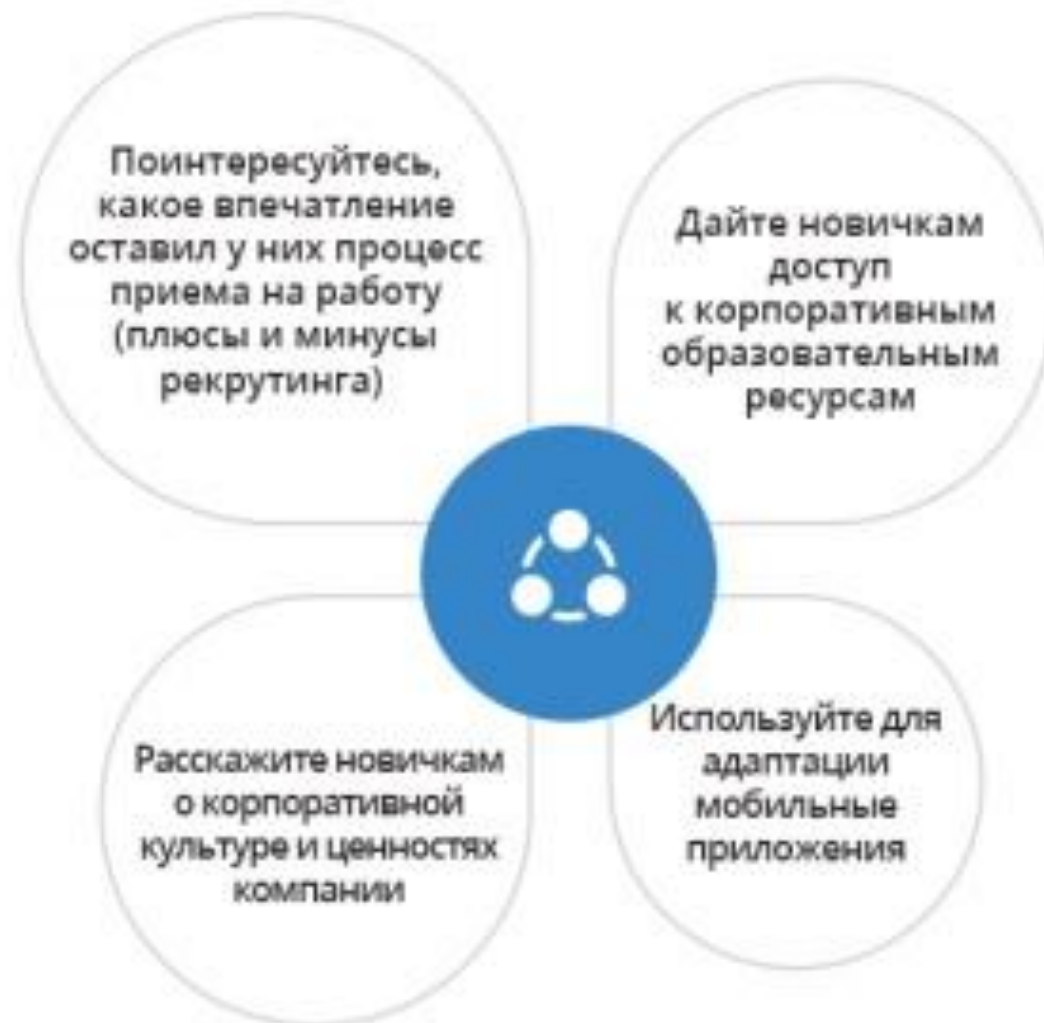 Поинтересуйтесь,
какое впечатление
оставил у них процесс
приема на работу
(плюсы и минусы
рекрутинга)
Дайте новичкам
доступ
к корпоративным
образовательным
ресурсам
Расскажите новичкам
о корпоративной
культуре и ценностях
компании
Используйте для
адаптации
мобильные
приложения